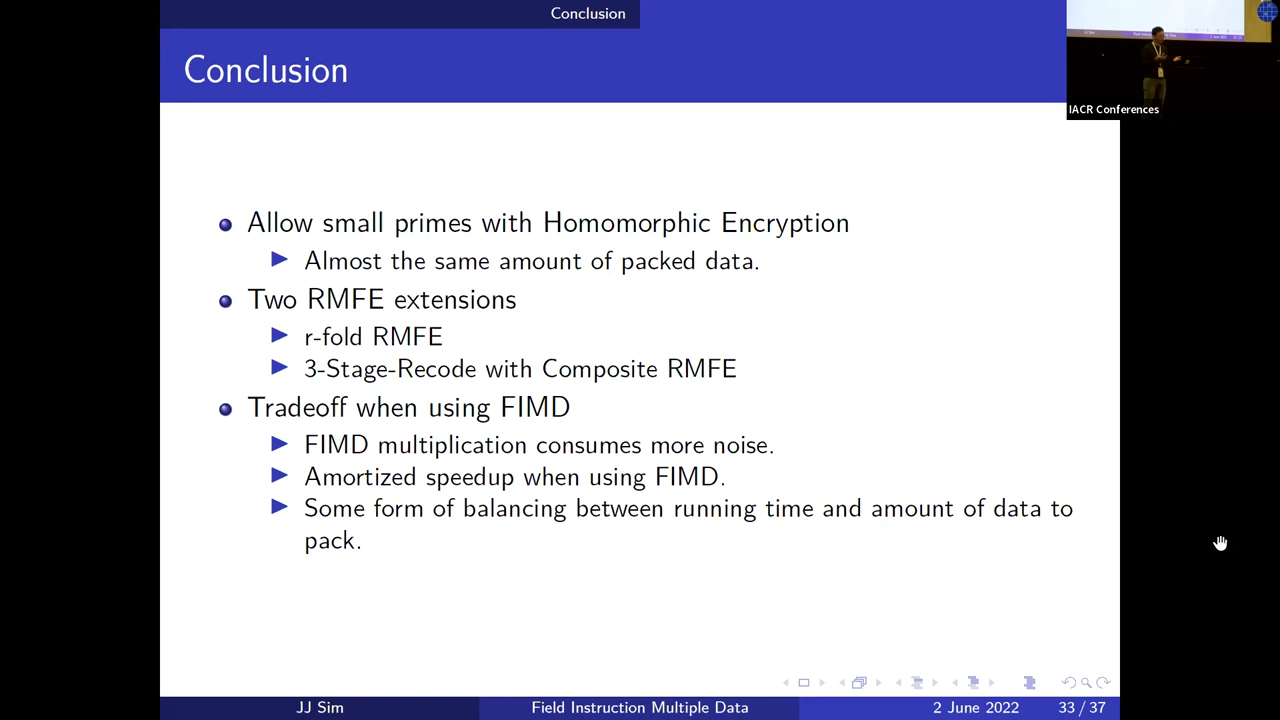 Conclusion
Conclusion
IACR Conferences
Allow small primes with Homomorphic Encryption
Almost the same amount of packed data.
Two RMFE extensions
r-fold RMFE
3-Stage-Recode with Composite RMFE
Tradeoff when using FIMD
FIMD multiplication consumes more noise.
Amortized speedup when using FIMD.
Some form of balancing between running time and amount of data to
pack.
JJ Sim
Field Instruction Multiple Data
2 June 2022
33 / 37